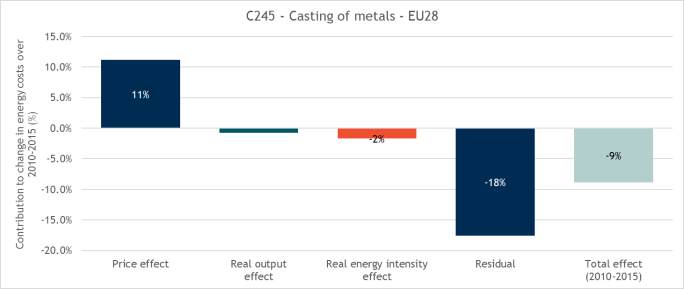 C245 - Casting of metals - EU28
Contribution to change in energy costs over
2010-2015 (%)
15.0%
10.0%
5.0%
0.0%
-5.0%
-10.0%
-15.0%
-20.0%
11%
-2%
-18%
-9%
Price effect
Real output
effect
Real energy intensity
effect
Residual
Total effect
(2010-2015)